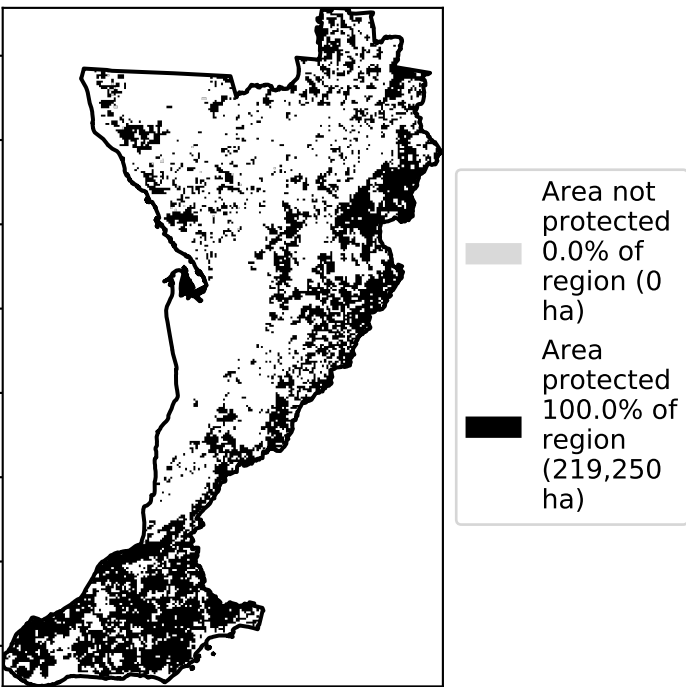 Area not
protected
0.0% of
region (0
ha)
Area
protected
100.0% of
region
(219,250
ha)